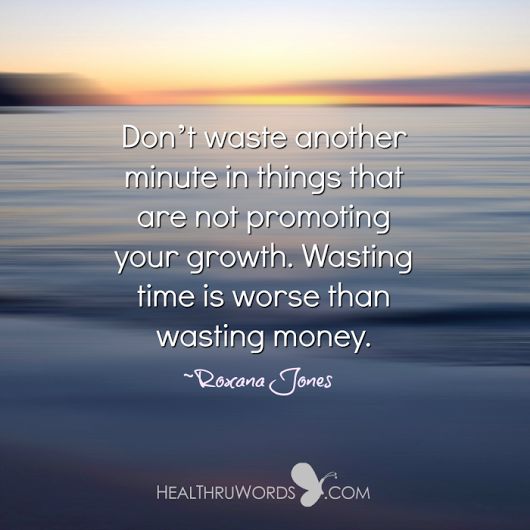 Don't waste another
minute in things that
are not promoting
your growth. Wasting
time is worse than
wasting money.
~Roxana Jones
HEALTHRUWORDS.COM